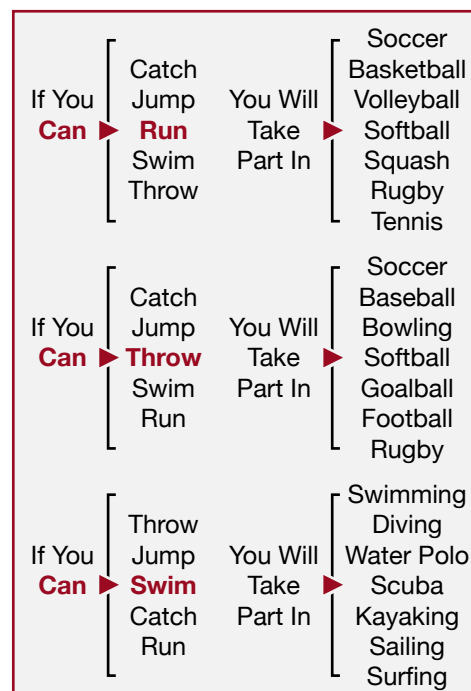 If You
Can
Catch
Jump
Run
Swim
Throw
You Will
Take
Part In
Soccer
Basketball
Volleyball
Softball
Squash
Rugby
Tennis
If You
Can
Catch
Jump
Throw
Swim
Run
You Will
Take
Part In
Soccer
Baseball
Bowling
Softball
Goalball
Football
Rugby
If You
Can
Throw
Jump
Swim
Catch
Run
You Will
Take
Part In
Swimming
Diving
Water Polo
Scuba
Kayaking
Sailing
Surfing